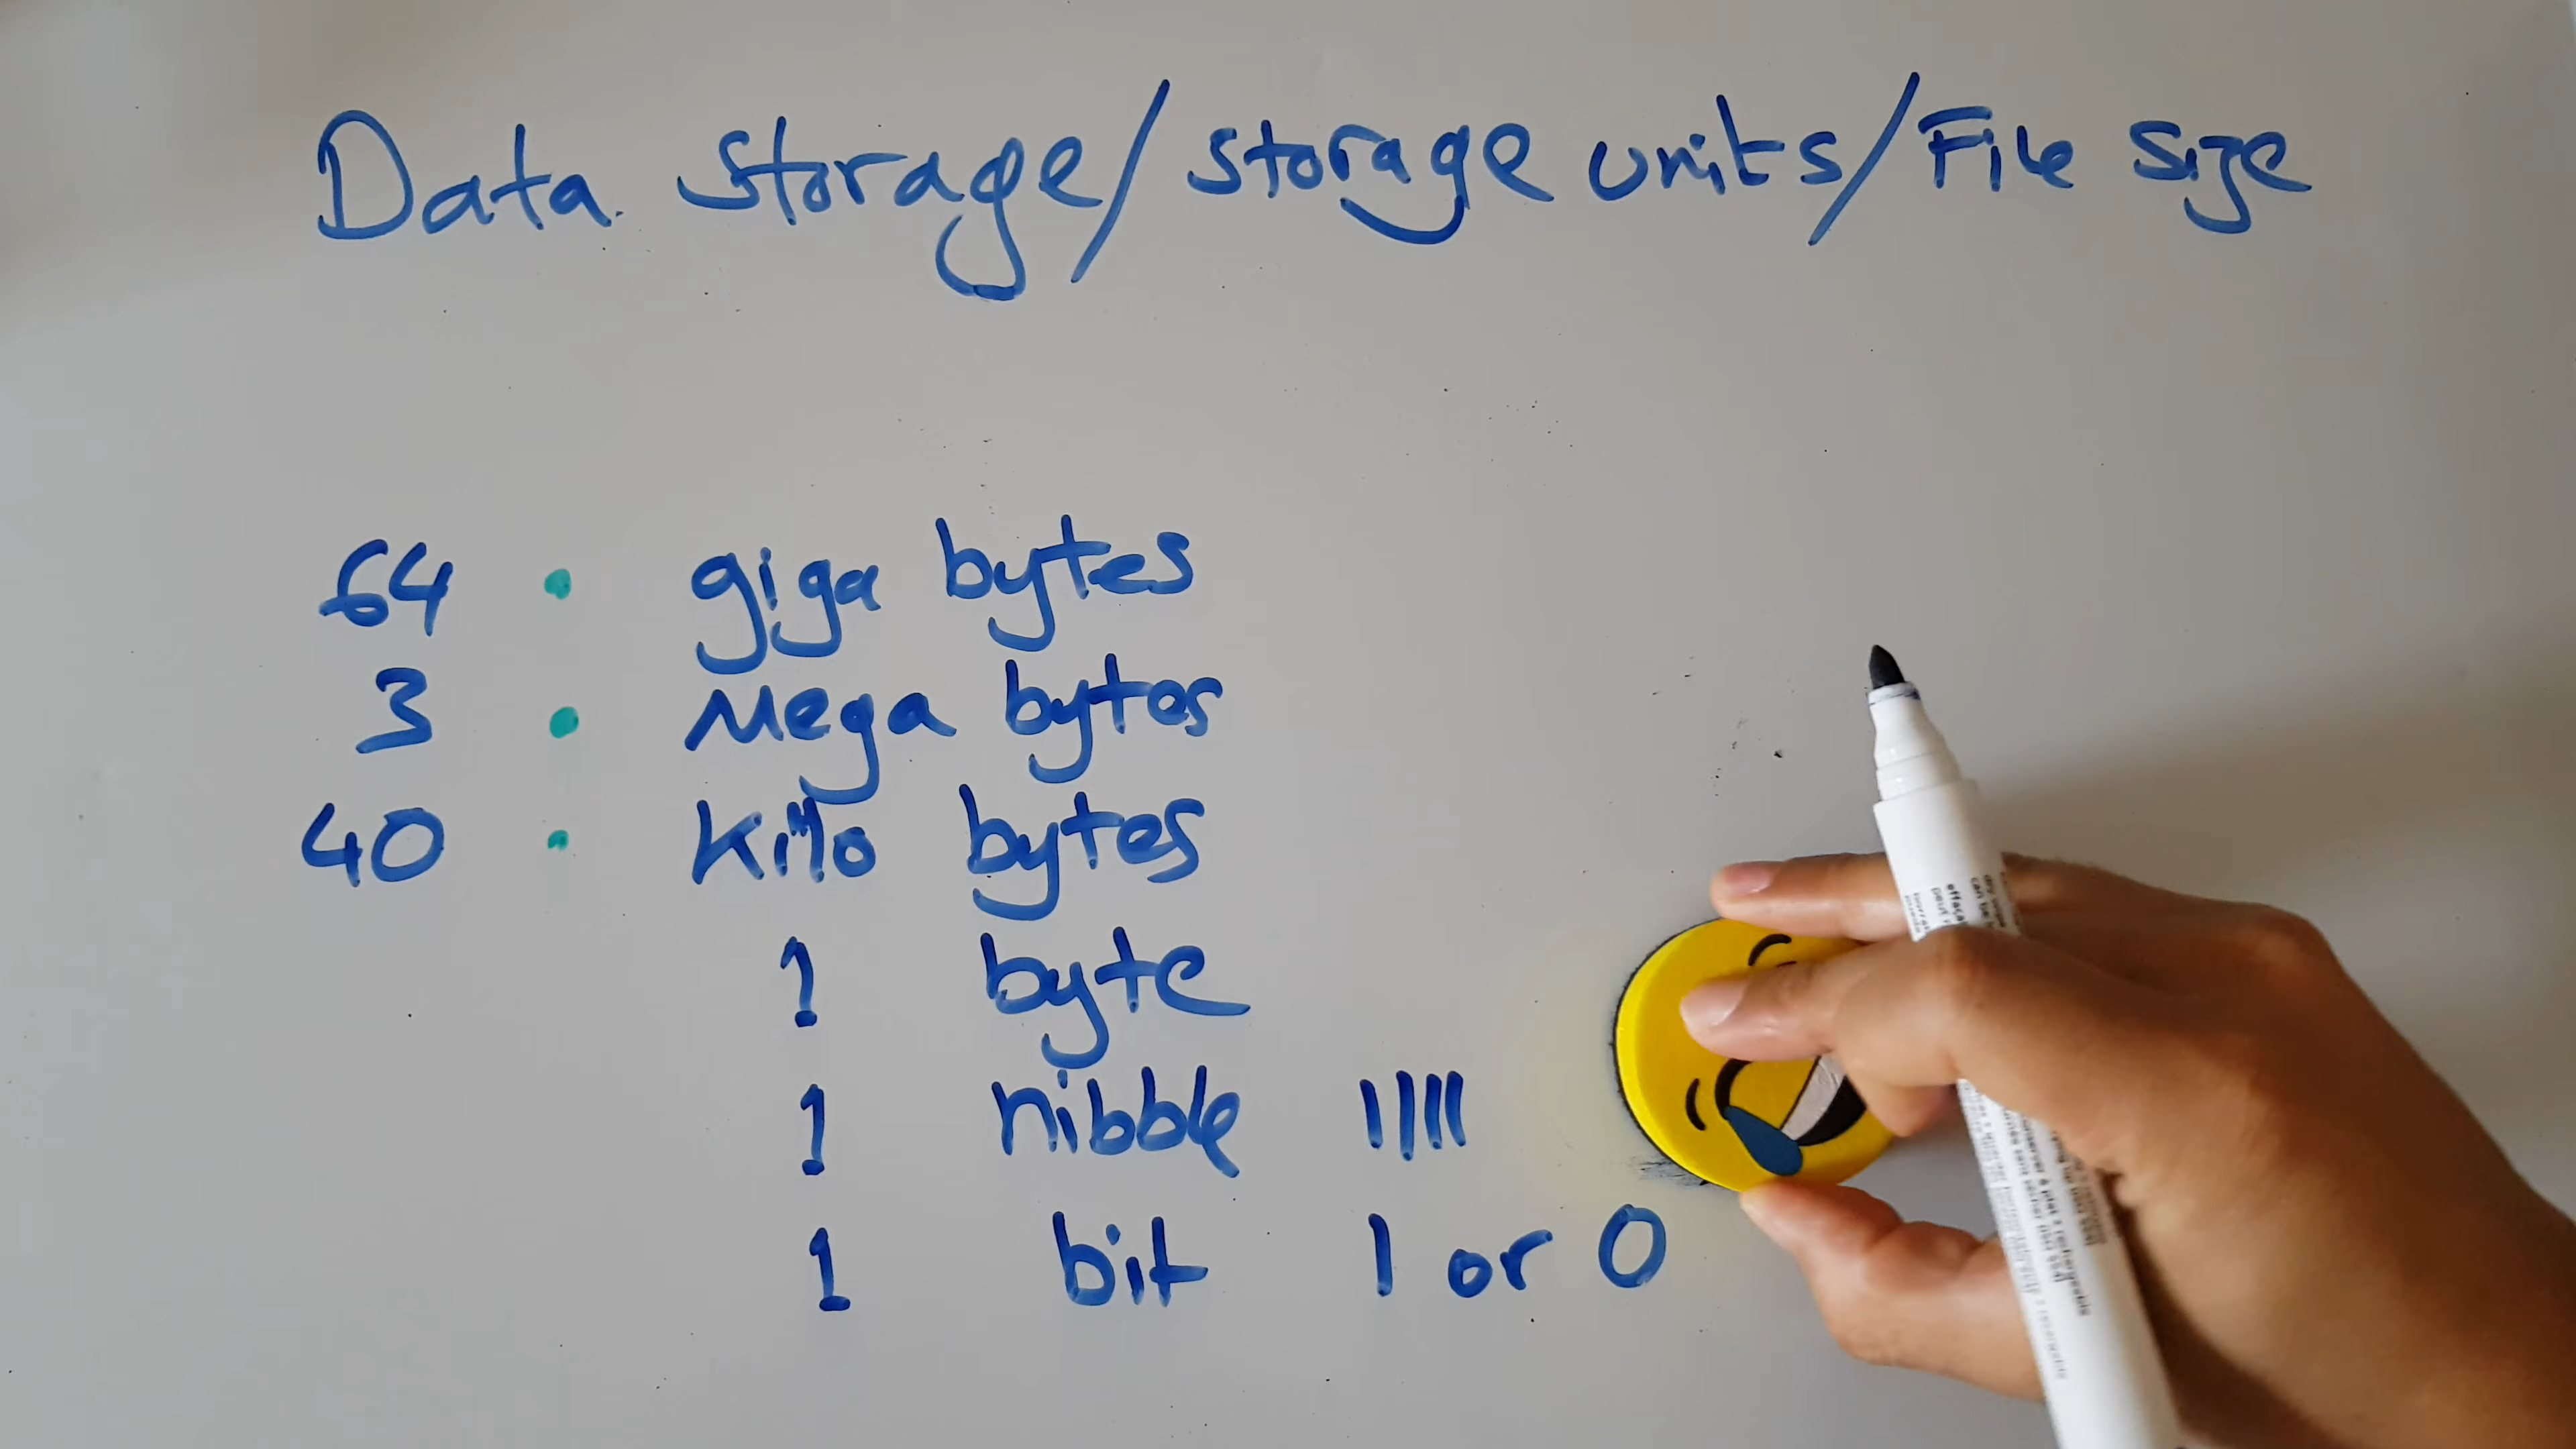 Data storage/storage units/File size
64 • giga bytes
3 • Mega bytes
40 • Kilo bytes
1 byte
1 nibble 1111
1 bit 1 or 0